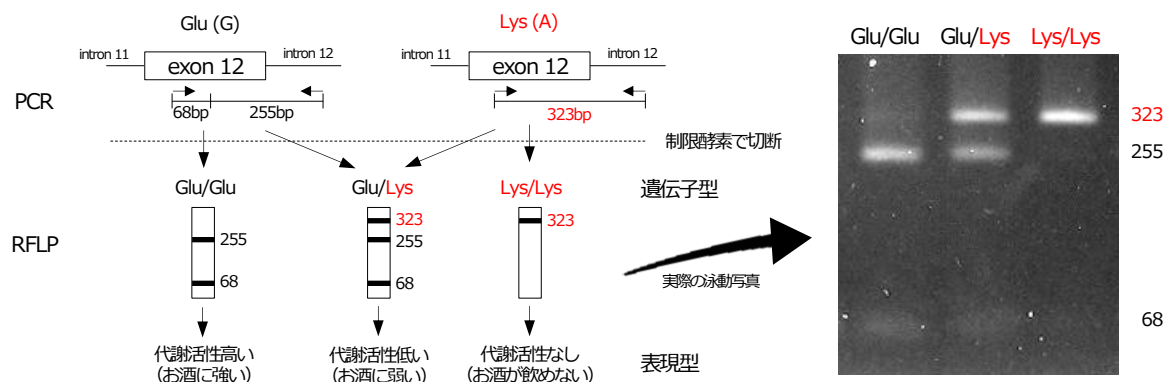 Glu (G)
Lys (A)
intron 11
exon 12
intron 12
intron 11
exon 12
intron 12
PCR
68bp
255bp
323bp
制限酵素で切断
Glu/Glu
Glu/Lys
Lys/Lys
遺伝子型
RFLP
255
68
323
255
68
323
実際の泳動写真
代謝活性高い
(お酒に強い)
代謝活性低い
(お酒に弱い)
代謝活性なし
(お酒が飲めない)
表現型
Glu/Glu
Glu/Lys
Lys/Lys
323
255
68